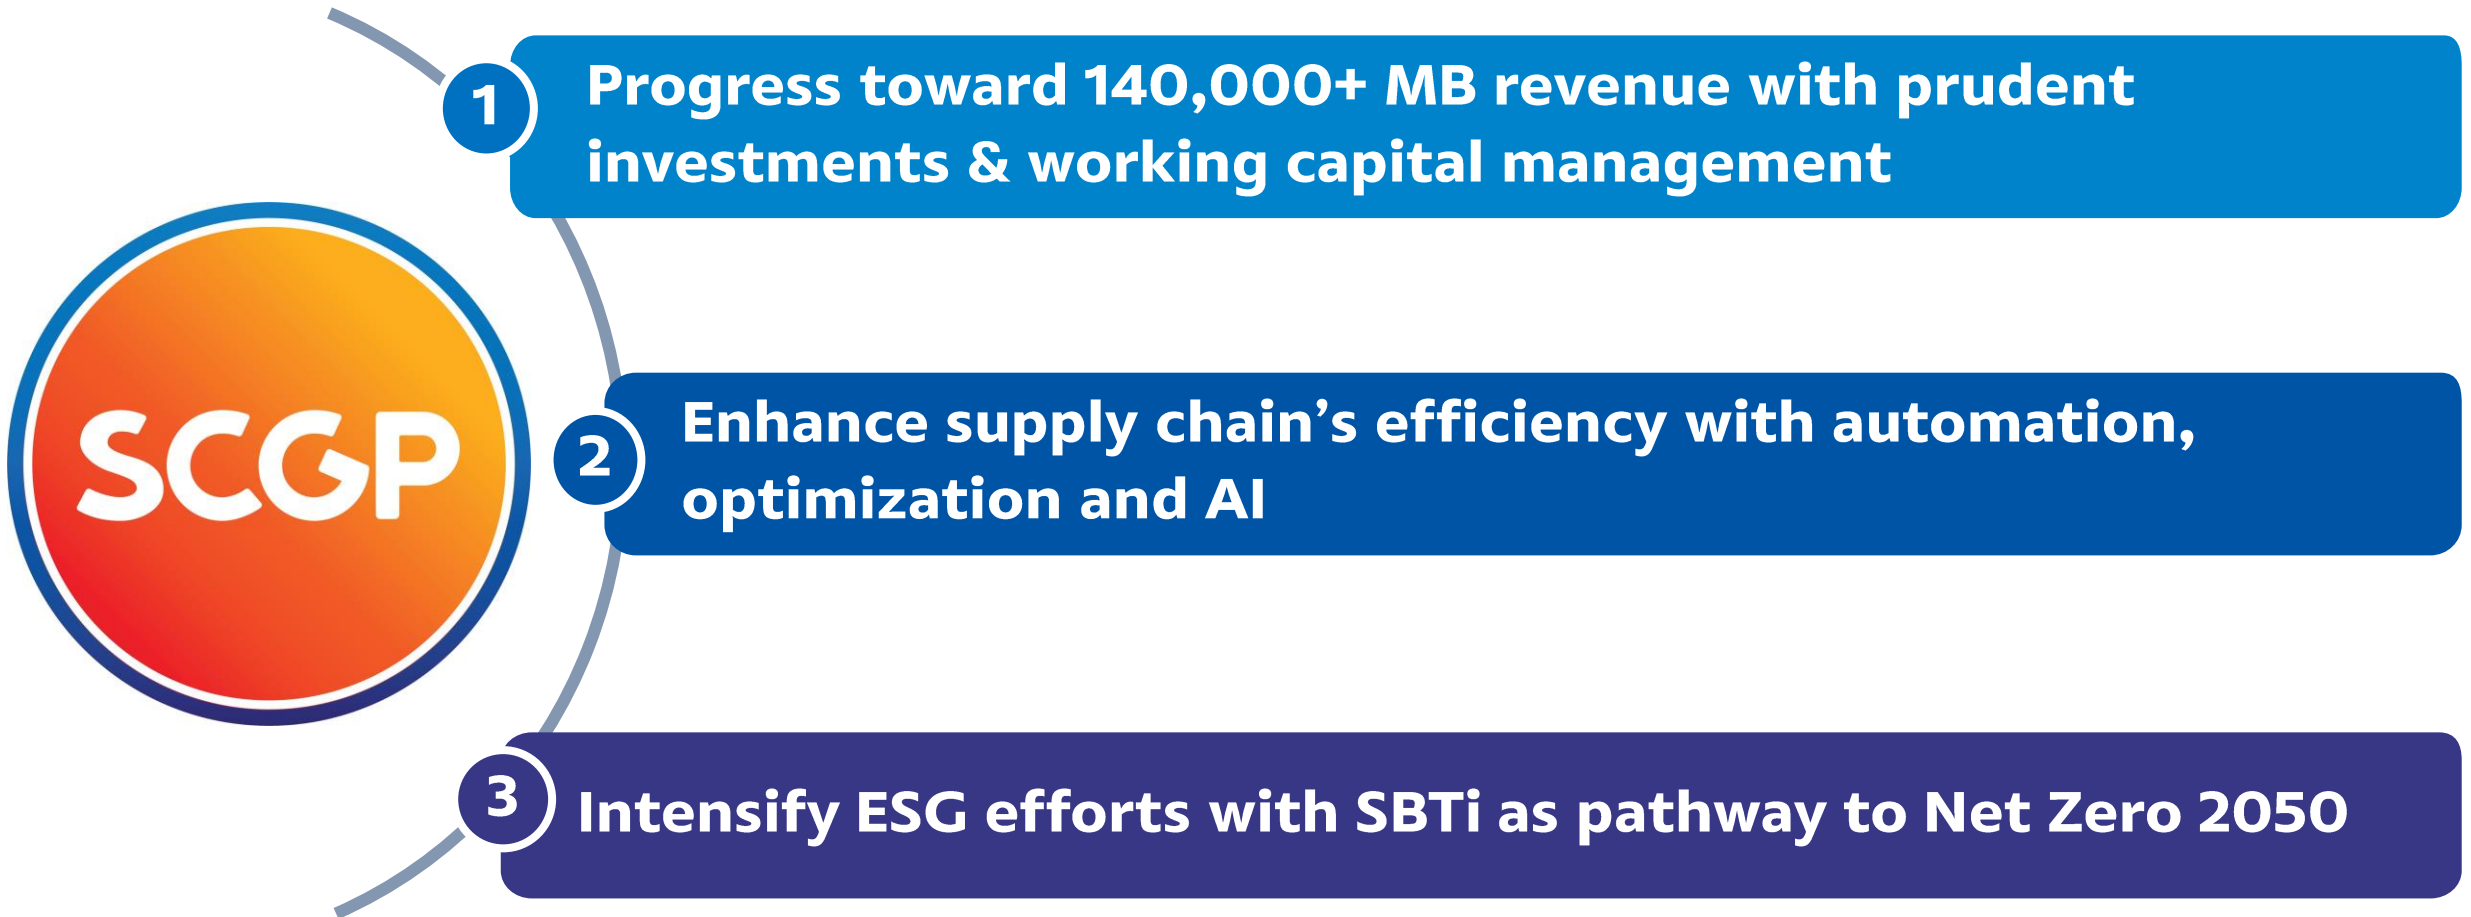 SCGP
1
Progress toward 140,000+ MB revenue with prudent
investments & working capital management
2
Enhance supply chain’s efficiency with automation,
optimization and AI
3
Intensify ESG efforts with SBTi as pathway to Net Zero 2050